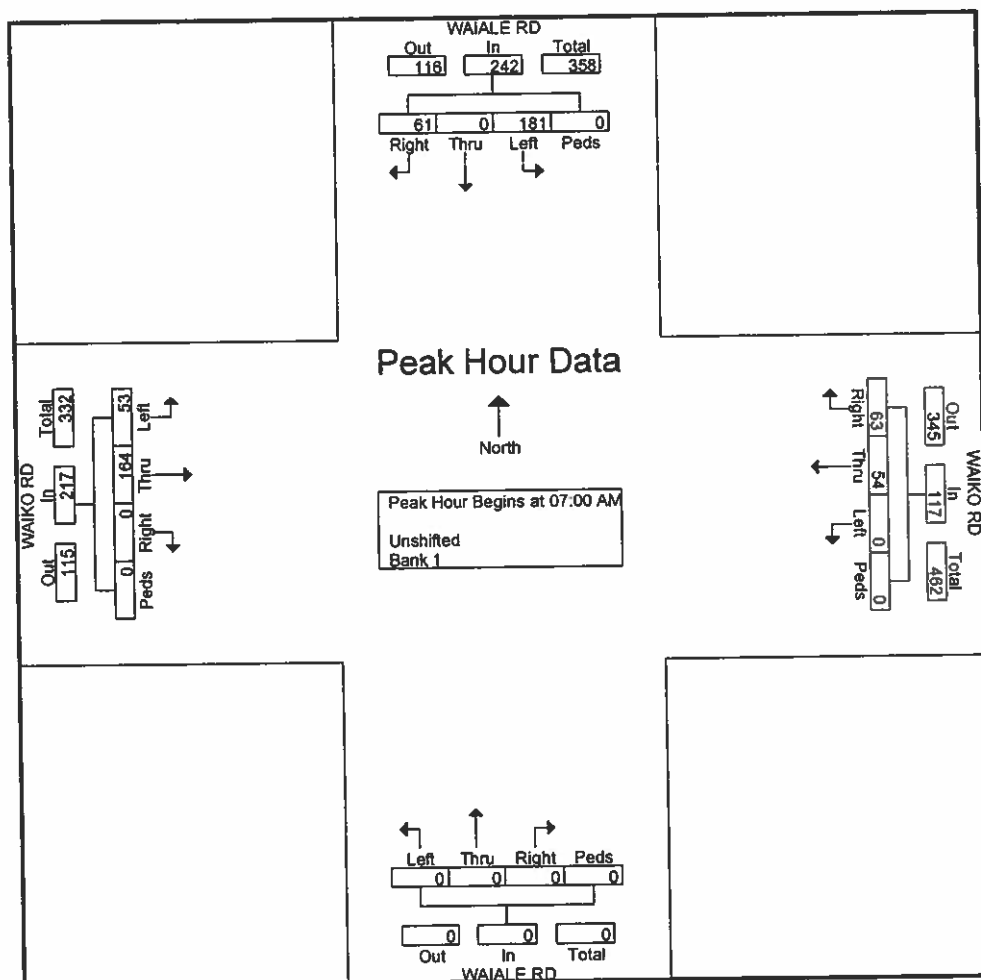 WAIALE RD
Out In Total
116 242 358
61 0 181 0
Right Thru Left Peds
Peak Hour Data
North
Peak Hour Begins at 07:00 AM
Unshifted
Bank 1
WAIKO RD
Total In Out
332 217 115
53 164 0 0
Left Thru Right Peds
Right Thru Left Peds
63 54 0 0
Out In Total
345 117 462
WAIKO RD
Left Thru Right Peds
0 0 0 0
0 0 0
Out In Total
WAIALE RD